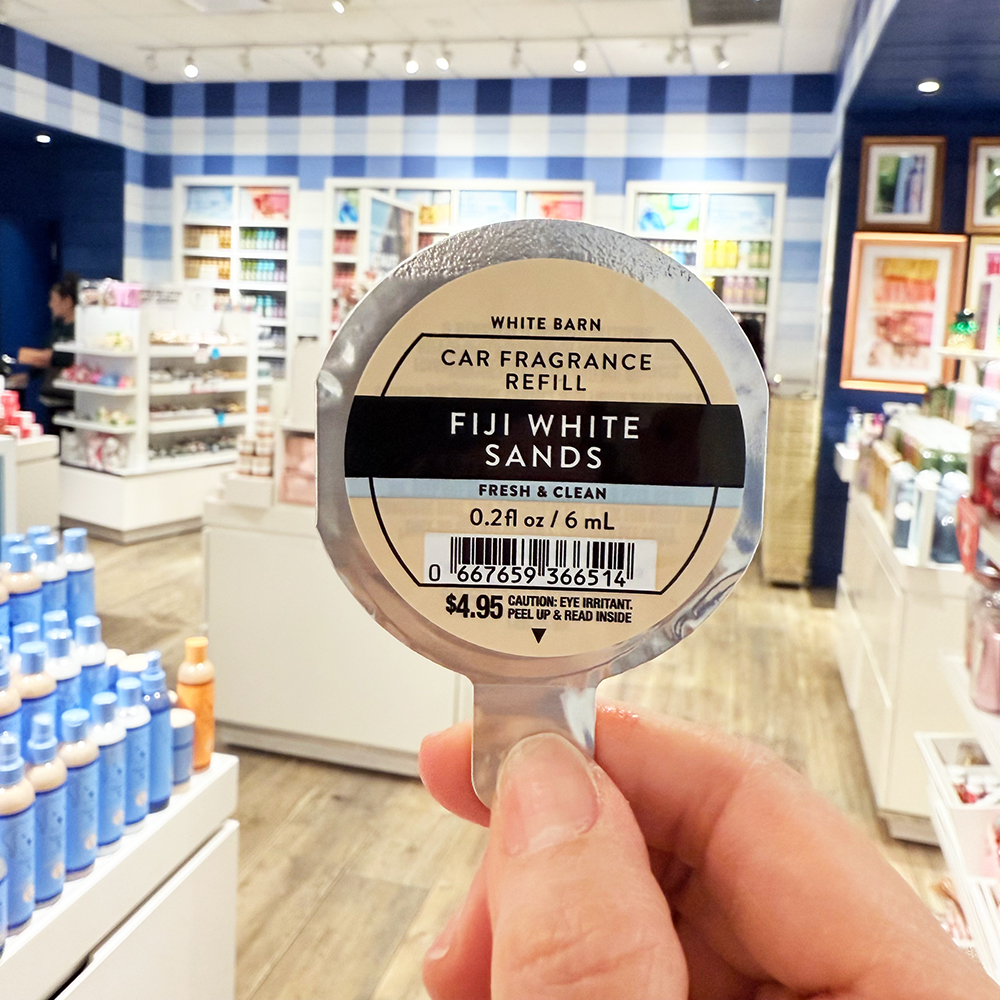 WHITE BARN
CAR FRAGRANCE
REFILL
FIJI WHITE
SANDS
FRESH & CLEAN
0.2fl oz / 6 mL
0 667659 366514
$4.95 CAUTION: EYE IRRITANT.
PEEL UP & READ INSIDE